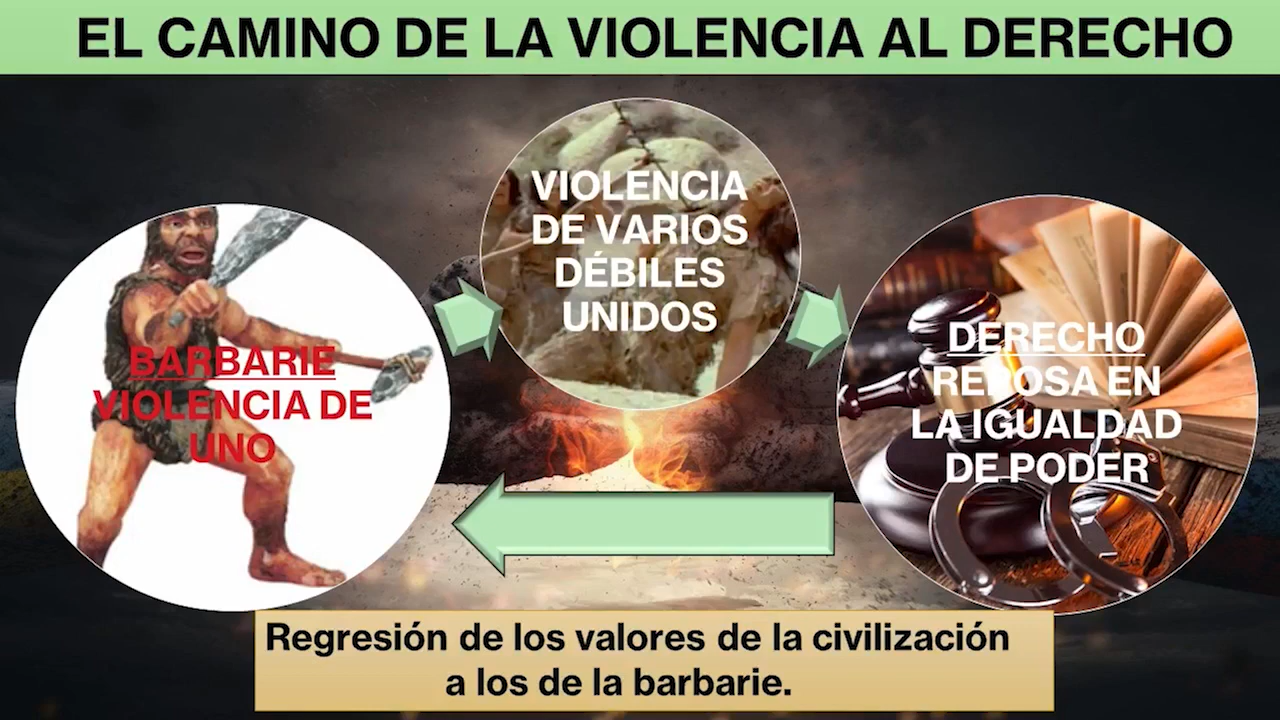 EL CAMINO DE LA VIOLENCIA AL DERECHO
VIOLENCIA
DE VARIOS
DÉBILES
UNIDOS
BARBARIE
VIOLENCIA DE
UNO
DERECHO
REPOSA EN
LA IGUALDAD
DE PODER
Regresión de los valores de la civilización
a los de la barbarie.